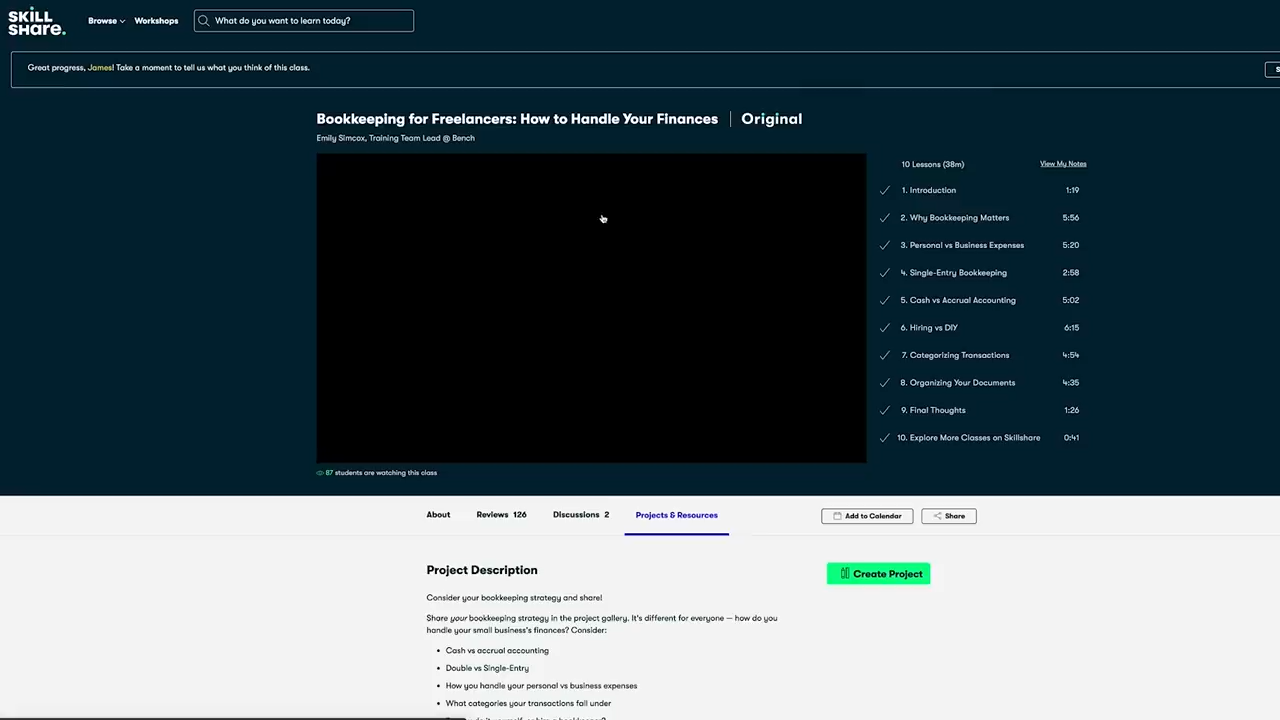 SKILL
SHARE.
Browse
Workshops
What do you want to learn today?
Great progress, James! Take a moment to tell us what you think of this class.
S
Bookkeeping for Freelancers: How to Handle Your Finances | Original
Emily Simcox, Training Team Lead @ Bench
10 Lessons (38m)
View My Notes
1. Introduction 1:19
2. Why Bookkeeping Matters 5:56
3. Personal vs Business Expenses 5:20
4. Single-Entry Bookkeeping 2:58
5. Cash vs Accrual Accounting 5:02
6. Hiring vs DIY 6:15
7. Categorizing Transactions 4:54
8. Organizing Your Documents 4:35
9. Final Thoughts 1:26
10. Explore More Classes on Skillshare 0:41
87 students are watching this class
About
Reviews 126
Discussions 2
Projects & Resources
Add to Calendar
Share
Project Description
Create Project
Consider your bookkeeping strategy and share!
Share your bookkeeping strategy in the project gallery. It's different for everyone — how do you
handle your small business's finances? Consider:
• Cash vs accrual accounting
• Double vs Single-Entry
• How you handle your personal vs business expenses
• What categories your transactions fall under